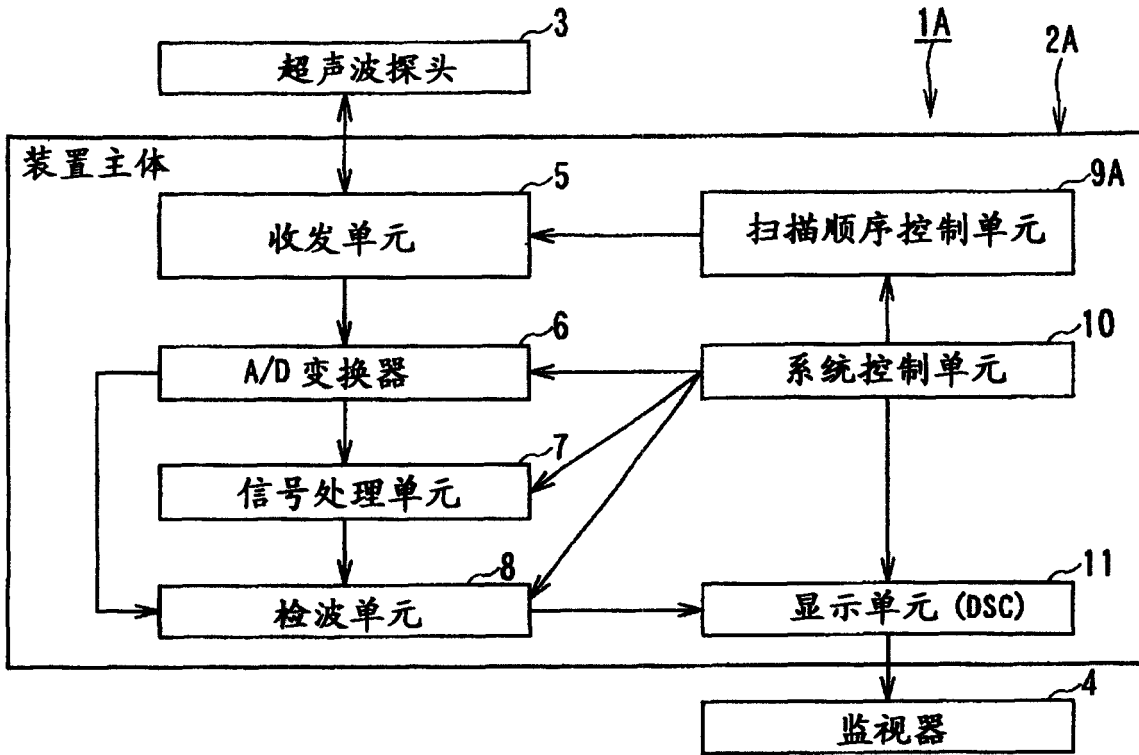 3
1A
2A
超声波探头
装置主体
5
9A
收发单元
扫描顺序控制单元
6
10
A/D 变换器
系统控制单元
7
信号处理单元
8
11
检波单元
显示单元 (DSC)
4
监视器